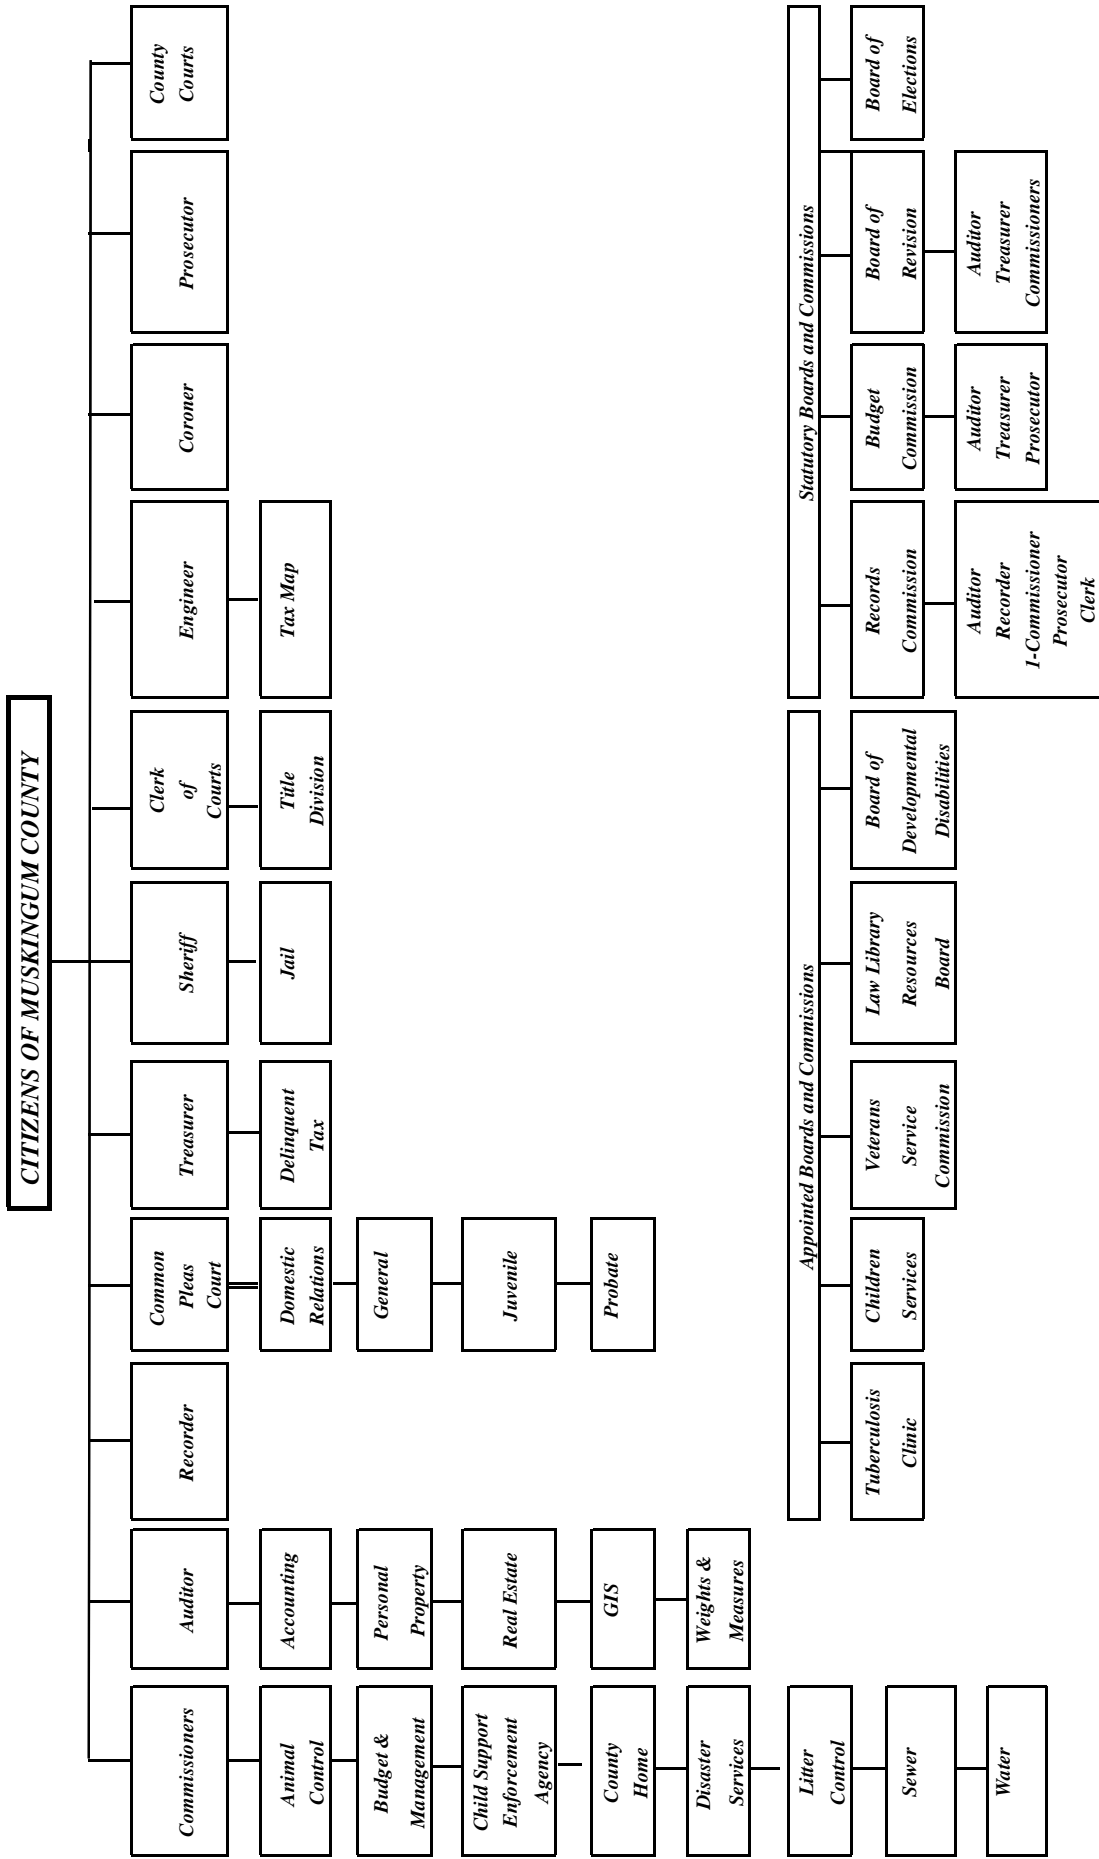 CITIZENS OF MUSKINGUM COUNTY
Commissioners
Auditor
Recorder
Common
Pleas
Court
Treasurer
Sheriff
Clerk
of
Courts
Engineer
Coroner
Prosecutor
County
Courts
Animal
Control
Accounting
Domestic
Relations
Delinquent
Tax
Jail
Title
Division
Tax Map
Budget &
Management
Personal
Property
General
Child Support
Enforcement
Agency
Real Estate
Juvenile
County
Home
GIS
Probate
Disaster
Services
Weights &
Measures
Litter
Control
Sewer
Water
Appointed Boards and Commissions
Tuberculosis
Clinic
Children
Services
Veterans
Service
Commission
Law Library
Resources
Board
Board of
Developmental
Disabilities
Statutory Boards and Commissions
Records
Commission
Budget
Commission
Board of
Revision
Board of
Elections
Auditor
Recorder
1-Commissioner
Prosecutor
Clerk
Auditor
Treasurer
Prosecutor
Auditor
Treasurer
Commissioners